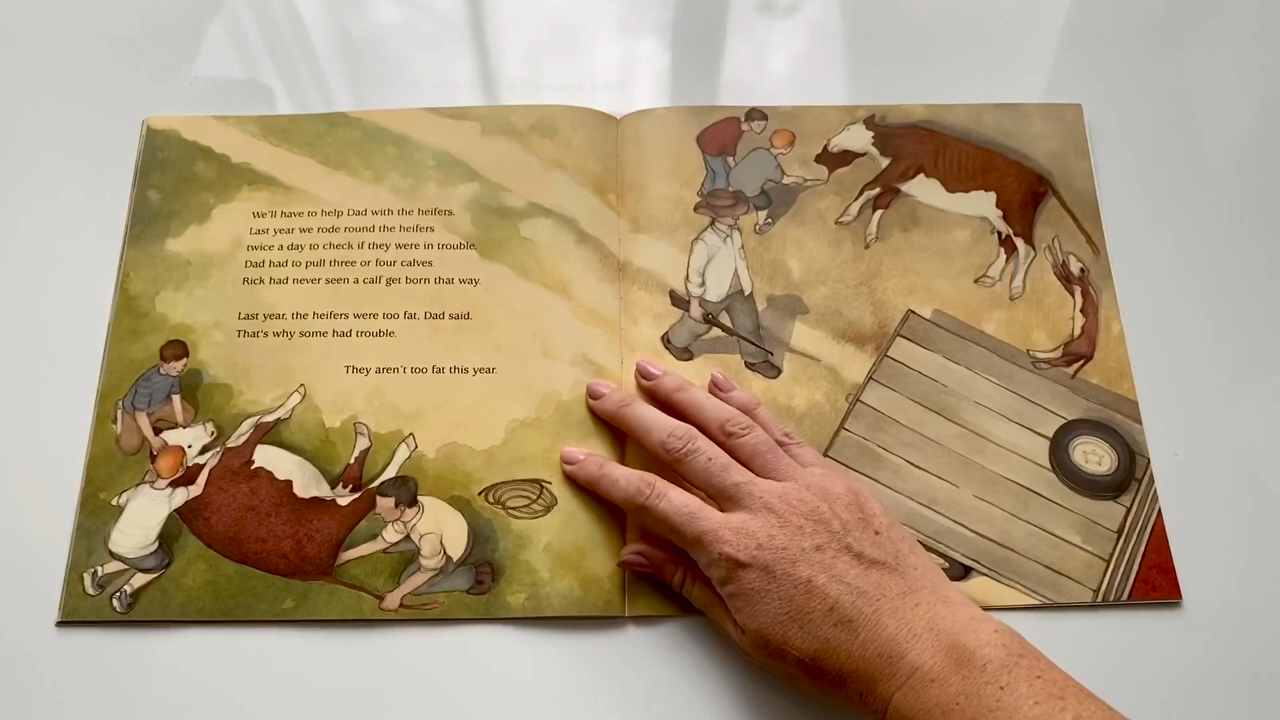 We'll have to help Dad with the heifers.
Last year we rode round the heifers
twice a day to check if they were in trouble.
Dad had to pull three or four calves.
Rick had never seen a calf get born that way.
Last year, the heifers were too fat, Dad said.
That's why some had trouble.
They aren't too fat this year.